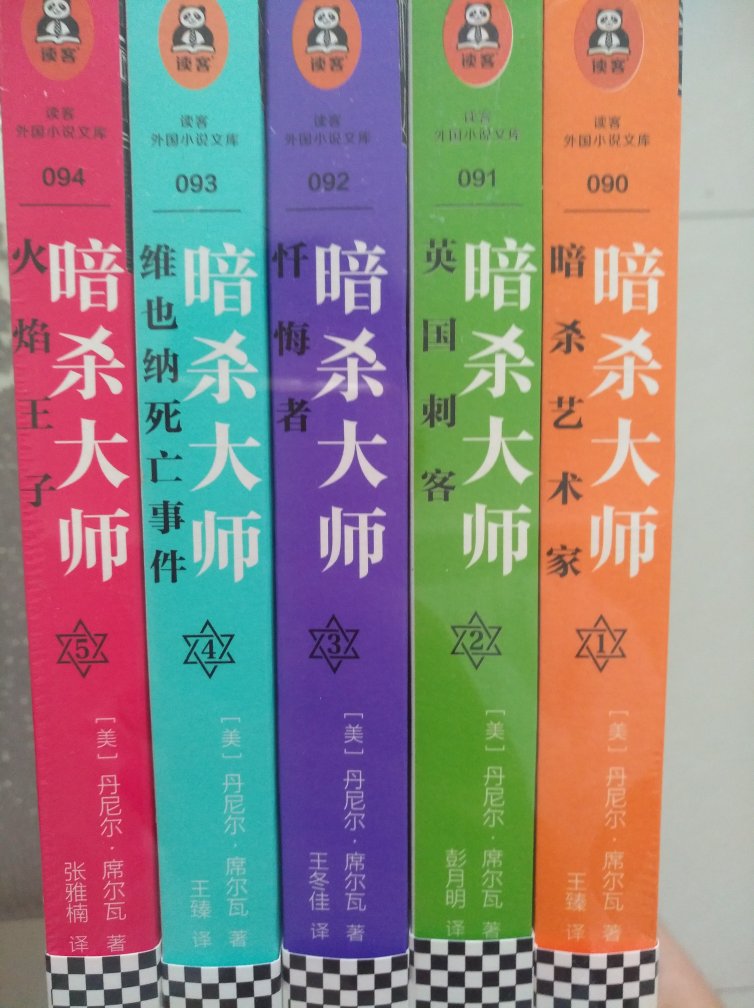 读客
读客
外国小说文库
094
暗杀大师
火焰王子
5
[美]丹尼尔·席尔瓦 著
张雅楠 译
读客
读客
外国小说文库
093
暗杀大师
维也纳死亡事件
4
[美]丹尼尔·席尔瓦 著
王臻 译
读客
读客
外国小说文库
092
暗杀大师
忏悔者
3
[美]丹尼尔·席尔瓦 著
王冬佳 译
读客
读客
外国小说文库
091
暗杀大师
英国刺客
2
[美]丹尼尔·席尔瓦 著
彭月明 译
读客
读客
外国小说文库
090
暗杀大师
暗杀艺术家
1
[美]丹尼尔·席尔瓦 著
王臻 译